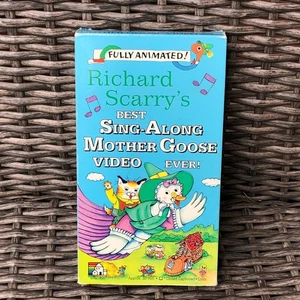 FULLY ANIMATED!
Richard
Scarry's
BEST
SING-ALONG
MOTHER GOOSE
VIDEO EVER!